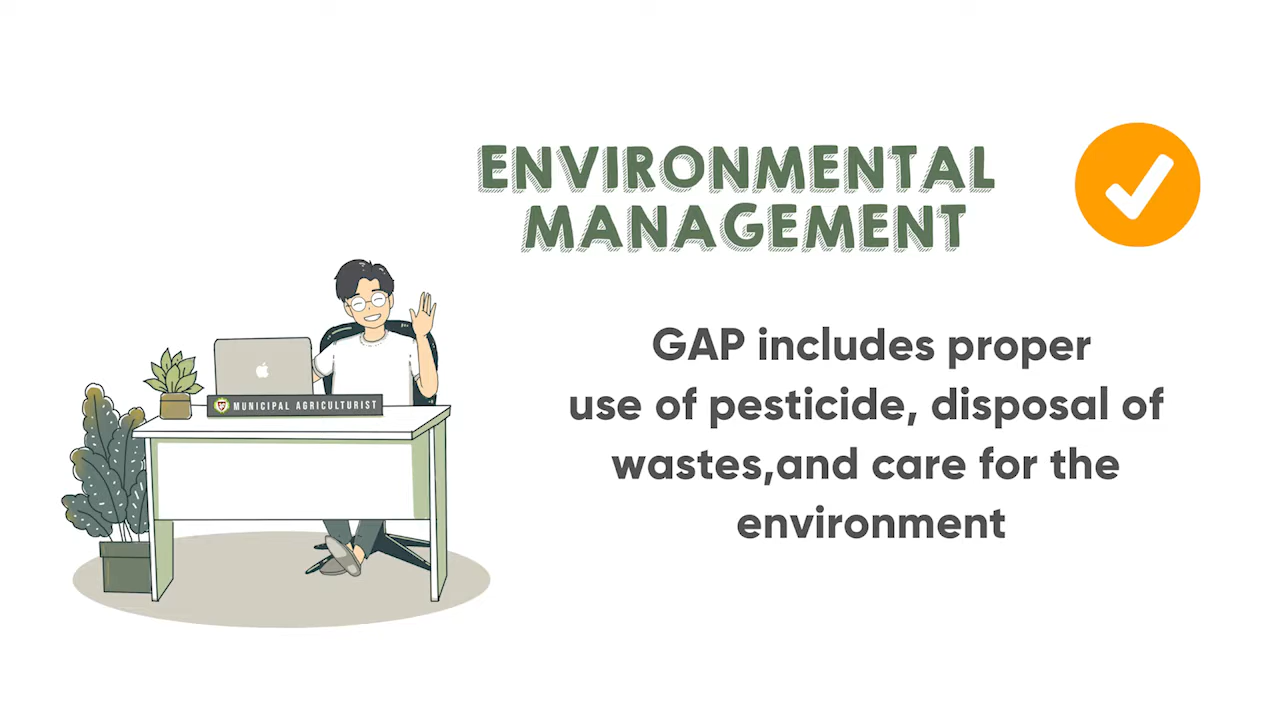 ENVIRONMENTAL
MANAGEMENT
GAP includes proper
use of pesticide, disposal of
wastes,and care for the
environment
MUNICIPAL AGRICULTURIST